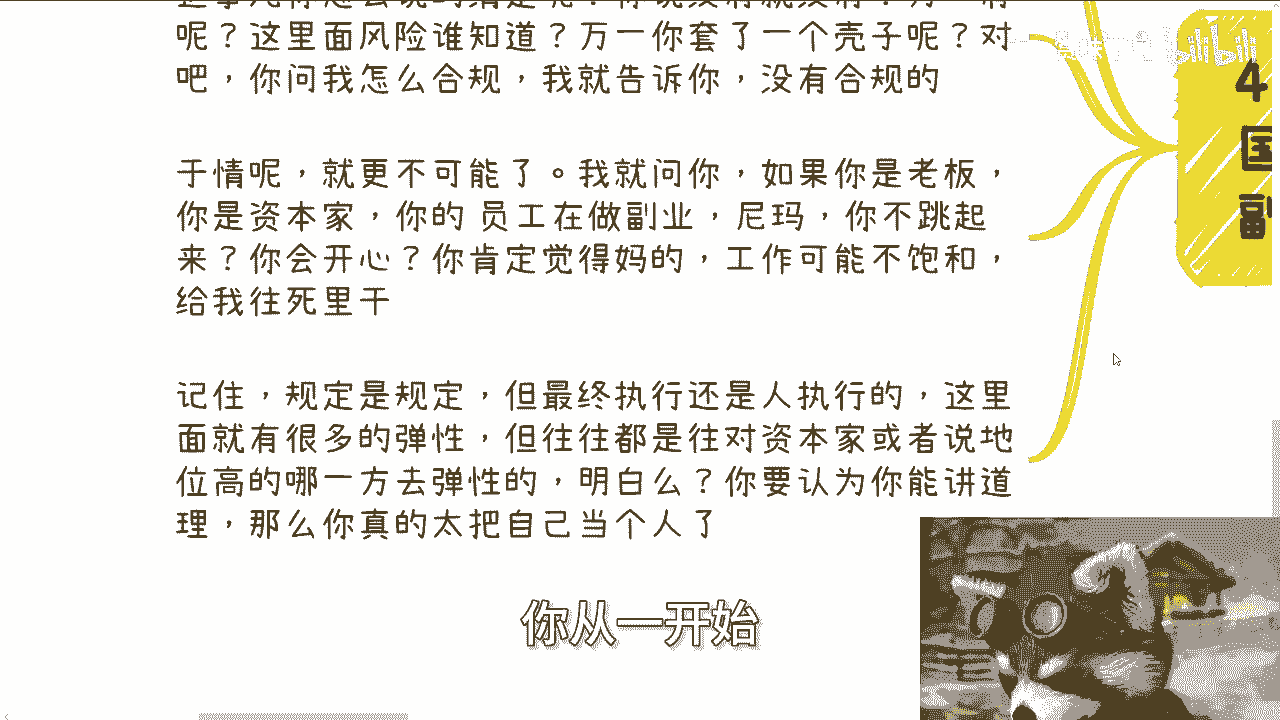 呢？这里面风险谁知道？万一你套了一个壳子呢？对
吧，你问我怎么合规，我就告诉你，没有合规的
于情呢，就更不可能了。我就问你，如果你是老板，
你是资本家，你的 员工在做副业，尼玛，你不跳起
来？你会开心？你肯定觉得妈的，工作可能不饱和，
给我往死里干
记住，规定是规定，但最终执行还是人执行的，这里
面就有很多的弹性，但往往都是往对资本家或者说地
位高的哪一方去弹性的，明白么？你要认为你能讲道
理，那么你真的太把自己当个人了
4
国
副
你从一开始
bilibili